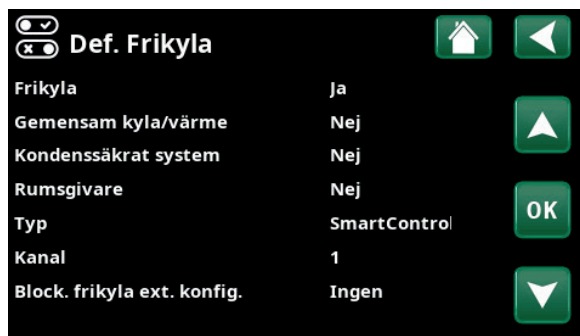 Def. Frikyla
Frikyla Ja
Gemensam kyla/värme Nej
Kondenssäkrat system Nej
Rumsgivare Nej
Typ SmartControl
Kanal 1
OK
Block. frikyla ext. konfig. Ingen